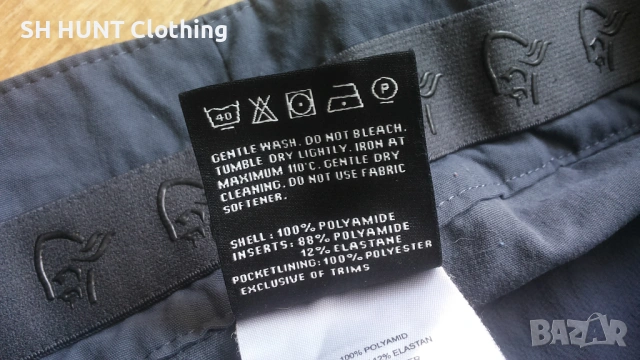 SH HUNT Clothing
40
P
GENTLE WASH. DO NOT BLEACH.
TUMBLE DRY LIGHTLY. IRON AT
MAXIMUM 110°C. GENTLE DRY
CLEANING. DO NOT USE FABRIC
SOFTENER.
SHELL: 100% POLYAMIDE
INSERTS: 88% POLYAMIDE
12% ELASTANE
POCKETLINING: 100% POLYESTER
EXCLUSIVE OF TRIMS
100% POLYAMID
12% ELASTAN
BAZAR